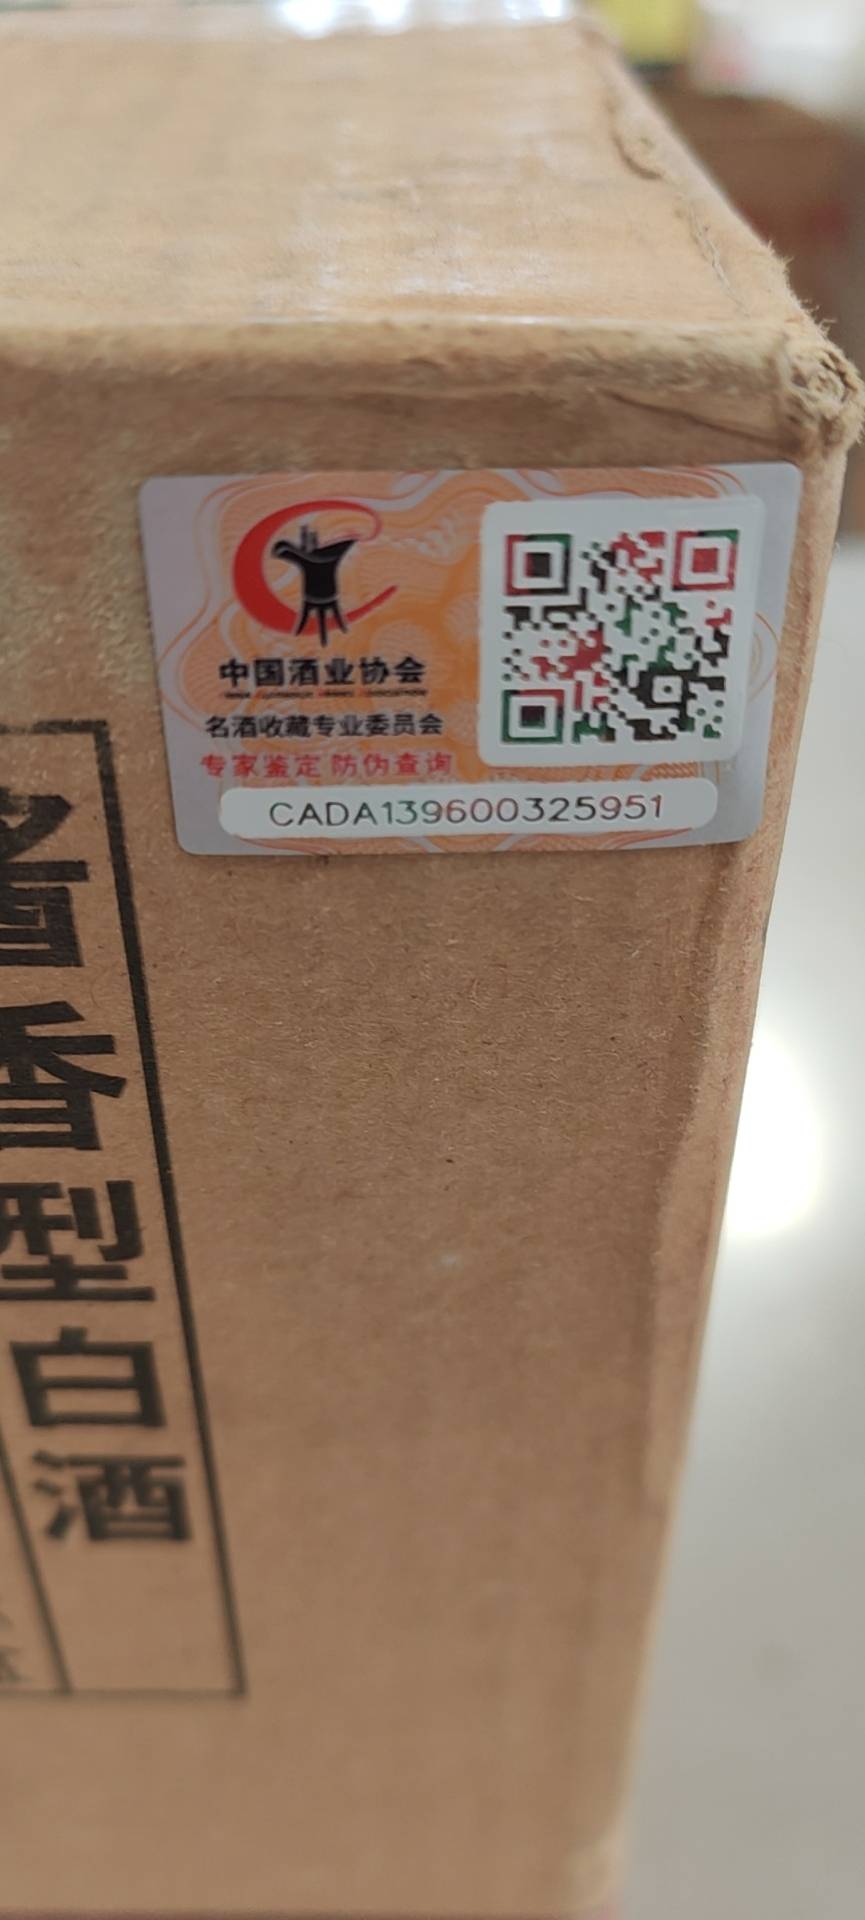 中国酒业协会
名酒收藏专业委员会
专家鉴定 防伪查询
CADA139600325951
酱香型白酒